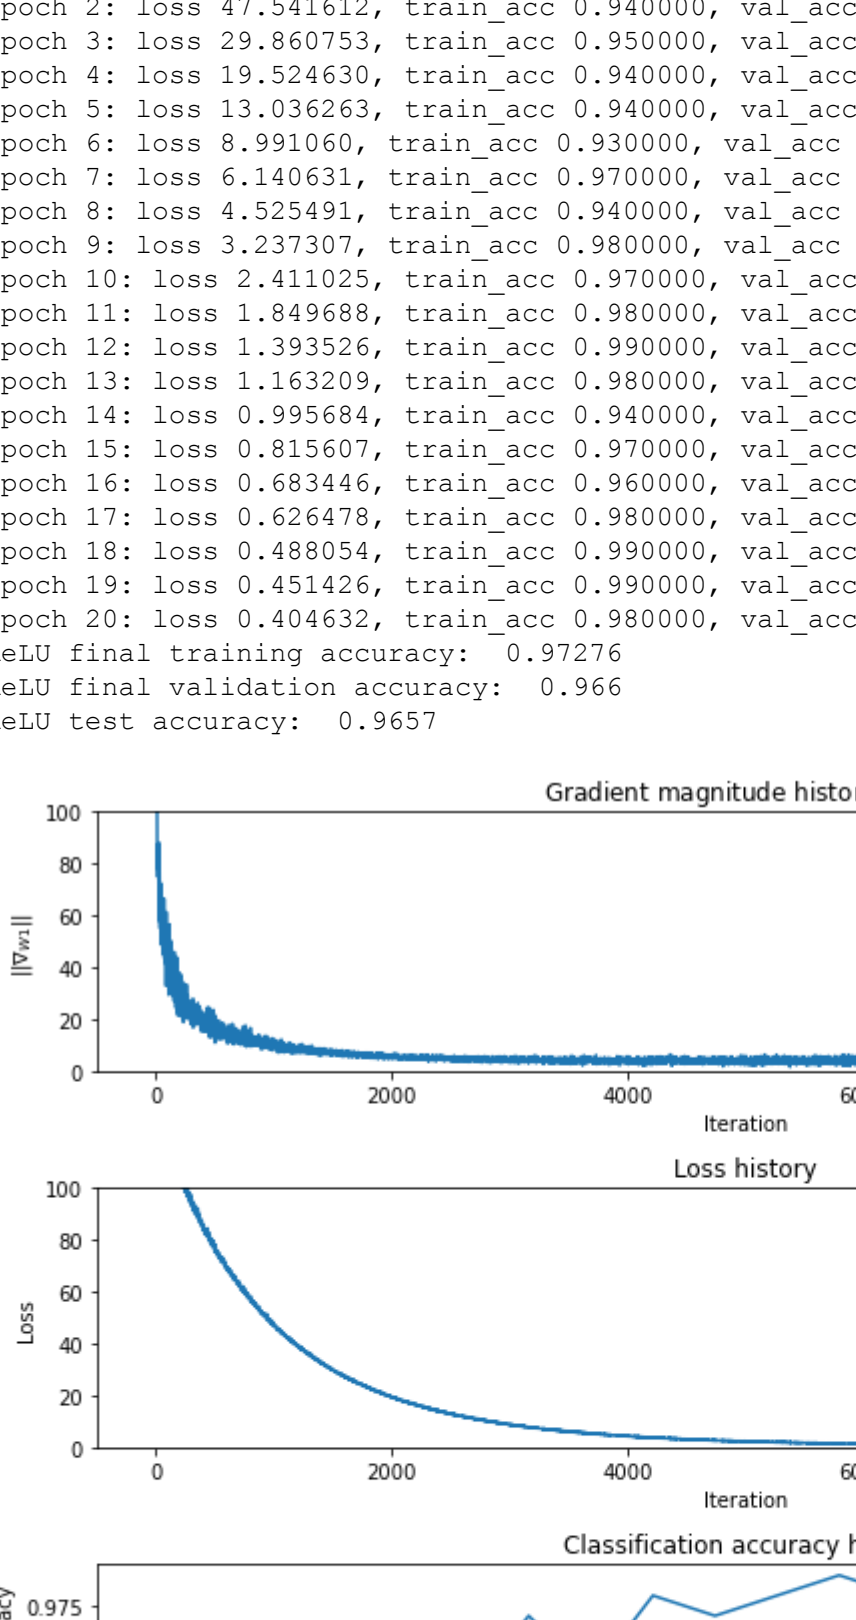 poch 2: loss 47.541612, train_acc 0.940000, val_acc
poch 3: loss 29.860753, train_acc 0.950000, val_acc
poch 4: loss 19.524630, train_acc 0.940000, val_acc
poch 5: loss 13.036263, train_acc 0.940000, val_acc
poch 6: loss 8.991060, train_acc 0.930000, val_acc
poch 7: loss 6.140631, train_acc 0.970000, val_acc
poch 8: loss 4.525491, train_acc 0.940000, val_acc
poch 9: loss 3.237307, train_acc 0.980000, val_acc
poch 10: loss 2.411025, train_acc 0.970000, val_acc
poch 11: loss 1.849688, train_acc 0.980000, val_acc
poch 12: loss 1.393526, train_acc 0.990000, val_acc
poch 13: loss 1.163209, train_acc 0.980000, val_acc
poch 14: loss 0.995684, train_acc 0.940000, val_acc
poch 15: loss 0.815607, train_acc 0.970000, val_acc
poch 16: loss 0.683446, train_acc 0.960000, val_acc
poch 17: loss 0.626478, train_acc 0.980000, val_acc
poch 18: loss 0.488054, train_acc 0.990000, val_acc
poch 19: loss 0.451426, train_acc 0.990000, val_acc
poch 20: loss 0.404632, train_acc 0.980000, val_acc
eLU final training accuracy:  0.97276
eLU final validation accuracy:  0.966
eLU test accuracy:  0.9657
Gradient magnitude histor
100
80
60
40
20
0
||∇w1||
0 2000 4000 60
Iteration
Loss history
100
80
60
40
20
0
Loss
0 2000 4000 60
Iteration
Classification accuracy h
0.975
acy